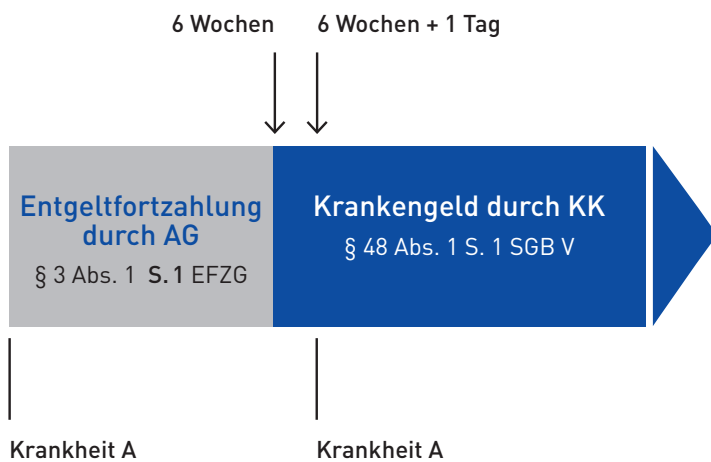 6 Wochen
6 Wochen + 1 Tag
Entgeltfortzahlung
durch AG
§ 3 Abs. 1 S. 1 EFZG
Krankengeld durch KK
§ 48 Abs. 1 S. 1 SGB V
Krankheit A
Krankheit A